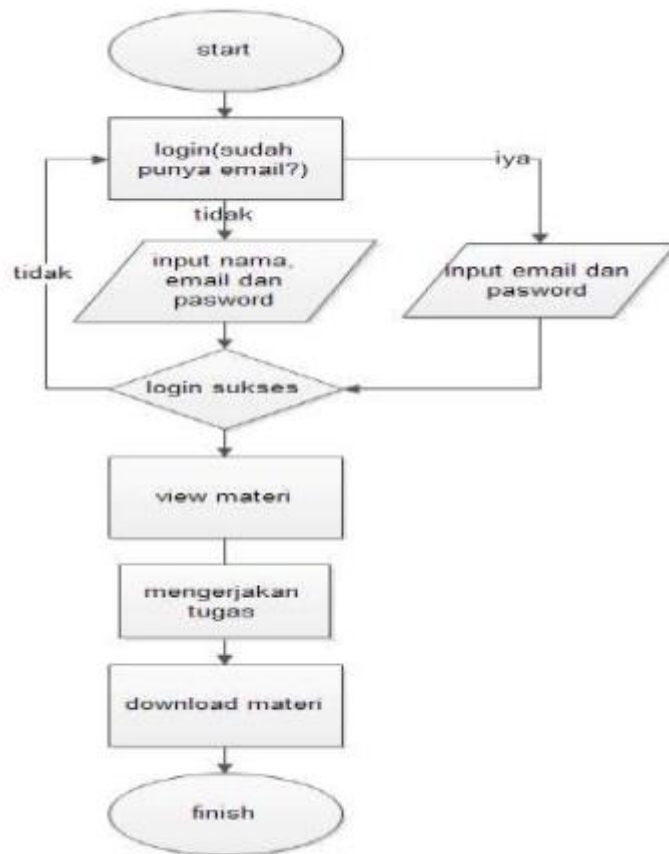 start
login(sudah
punya email?)
iya
tidak
input nama,
email dan
pasword
input email dan
pasword
tidak
login sukses
view materi
mengerjakan
tugas
download materi
finish